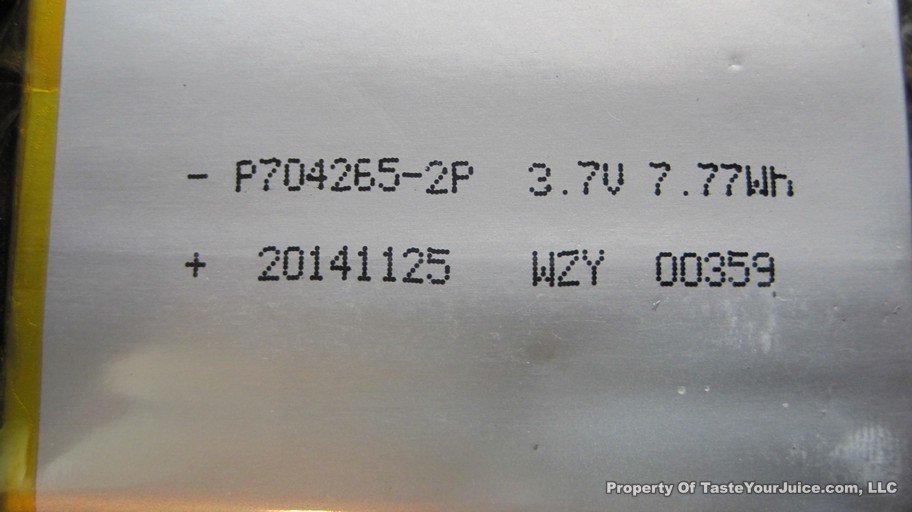 - P704265-2P 3.7V 7.77Wh
+ 20141125 WZY 00359
Property Of TasteYourJuice.com, LLC